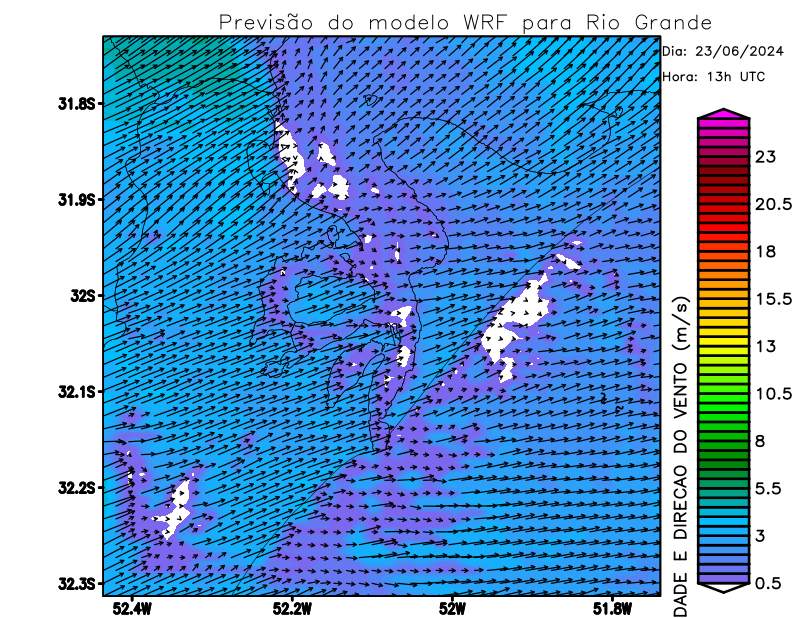 Previsão do modelo WRF para Rio Grande
Dia: 23/06/2024
Hora: 13h UTC
31.8S
31.9S
32S
32.1S
32.2S
32.3S
52.4W
52.2W
52W
51.8W
DADE E DIRECAO DO VENTO (m/s)
23
20.5
18
15.5
13
10.5
8
5.5
3
0.5